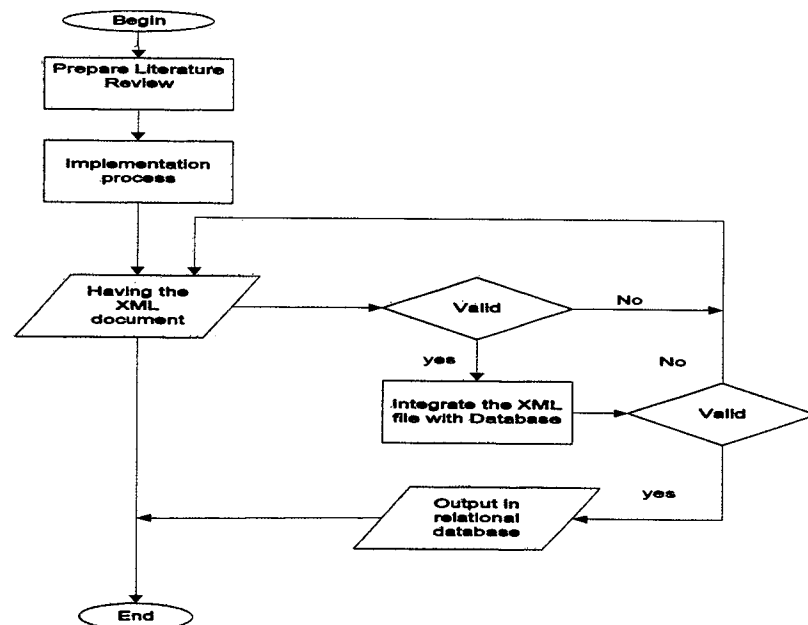 Begin
Prepare Literature
Review
Implementation
process
Having the
XML
document
Valid
No
yes
No
Integrate the XML
file with Database
Valid
yes
Output in
relational
database
End